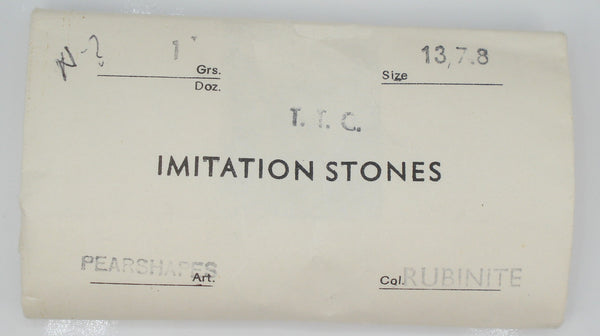 1 Grs.
Doz.
Size 13,7.8
T. T. C.
IMITATION STONES
PEARSHAPES Art.
Col. RUBINITE